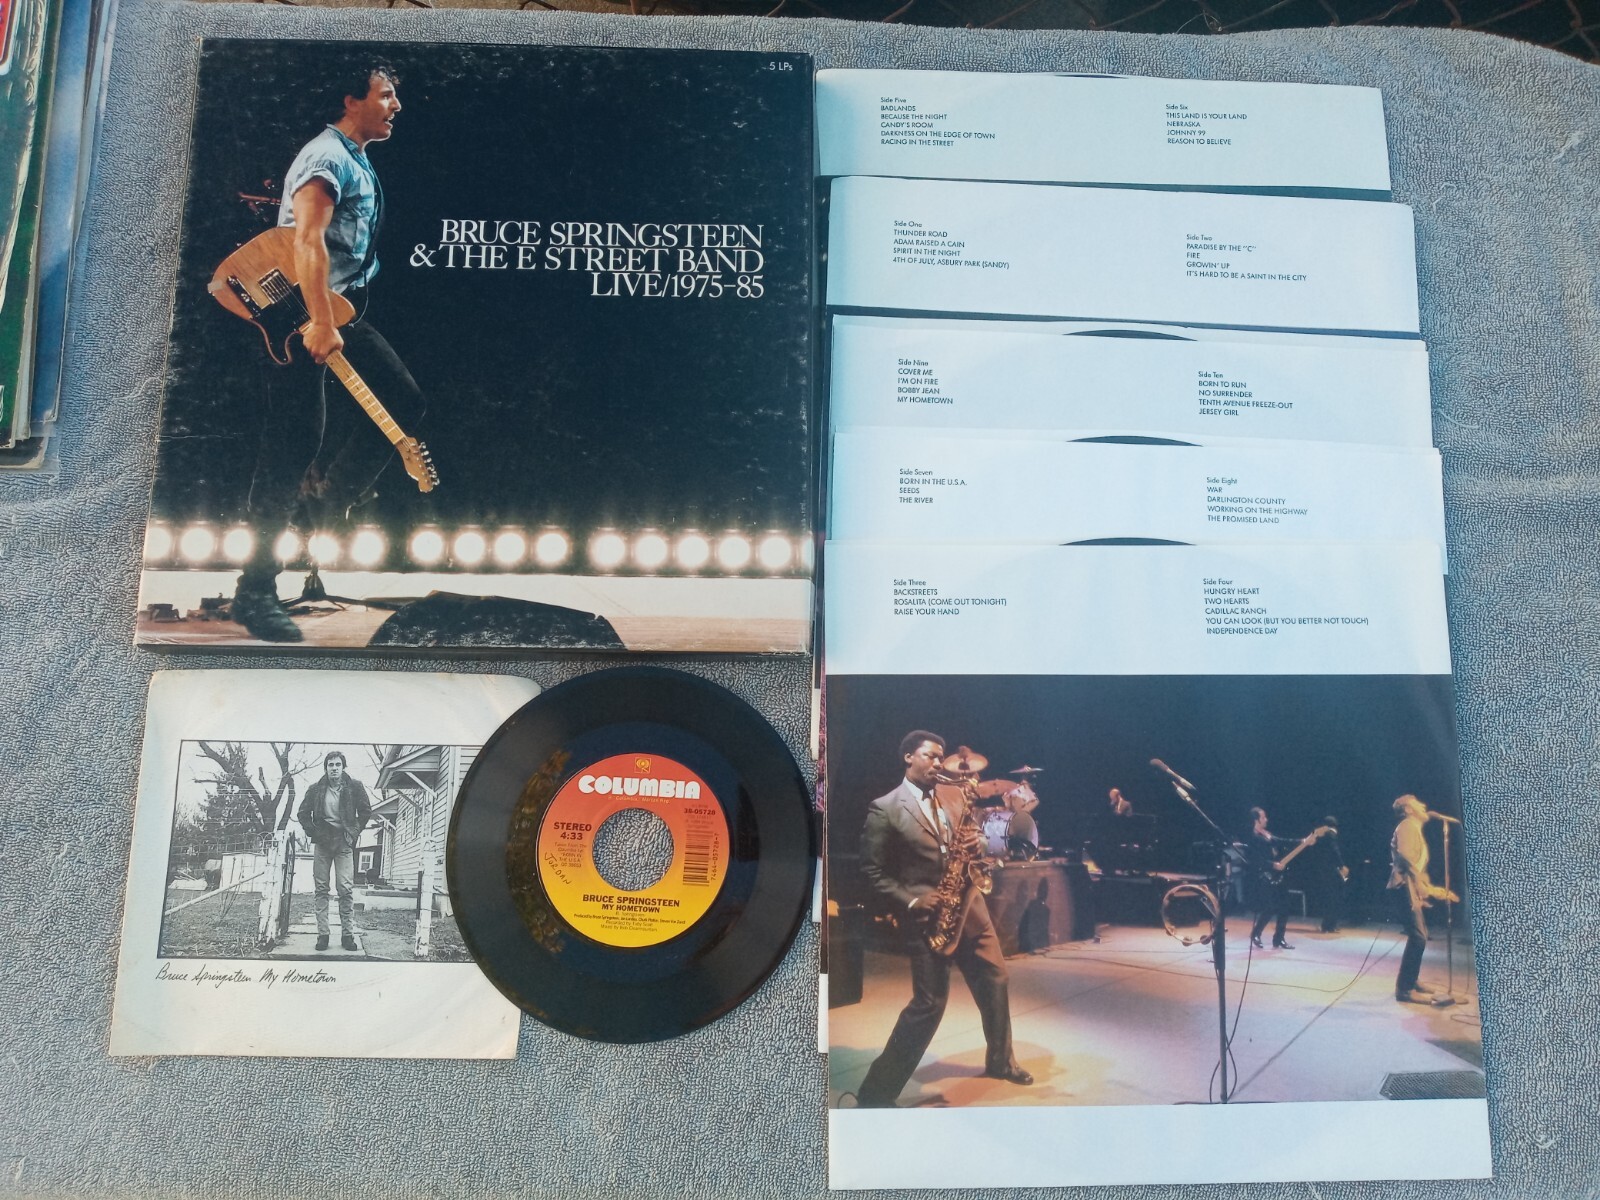 5 LPs
BRUCE SPRINGSTEEN
& THE E STREET BAND
LIVE/1975-85
Side Five
BADLANDS
BECAUSE THE NIGHT
CANDY'S ROOM
DARKNESS ON THE EDGE OF TOWN
RACING IN THE STREET
Side Six
THIS LAND IS YOUR LAND
NEBRASKA
JOHNNY 99
REASON TO BELIEVE
Side One
THUNDER ROAD
ADAM RAISED A CAIN
SPIRIT IN THE NIGHT
4TH OF JULY, ASBURY PARK (SANDY)
Side Two
PARADISE BY THE "C"
FIRE
GROWIN' UP
IT'S HARD TO BE A SAINT IN THE CITY
Side Nine
COVER ME
I'M ON FIRE
BOBBY JEAN
MY HOMETOWN
Side Ten
BORN TO RUN
NO SURRENDER
TENTH AVENUE FREEZE-OUT
JERSEY GIRL
Side Seven
BORN IN THE U.S.A.
SEEDS
THE RIVER
Side Eight
WAR
DARLINGTON COUNTY
WORKING ON THE HIGHWAY
THE PROMISED LAND
Side Three
BACKSTREETS
ROSALITA (COME OUT TONIGHT)
RAISE YOUR HAND
Side Four
HUNGRY HEART
TWO HEARTS
CADILLAC RANCH
YOU CAN LOOK (BUT YOU BETTER NOT TOUCH)
INDEPENDENCE DAY
Bruce Springsteen My Hometown
COLUMBIA
38-05728
STEREO
4:33
JORDAN
BRUCE SPRINGSTEEN
MY HOMETOWN
B. Springsteen